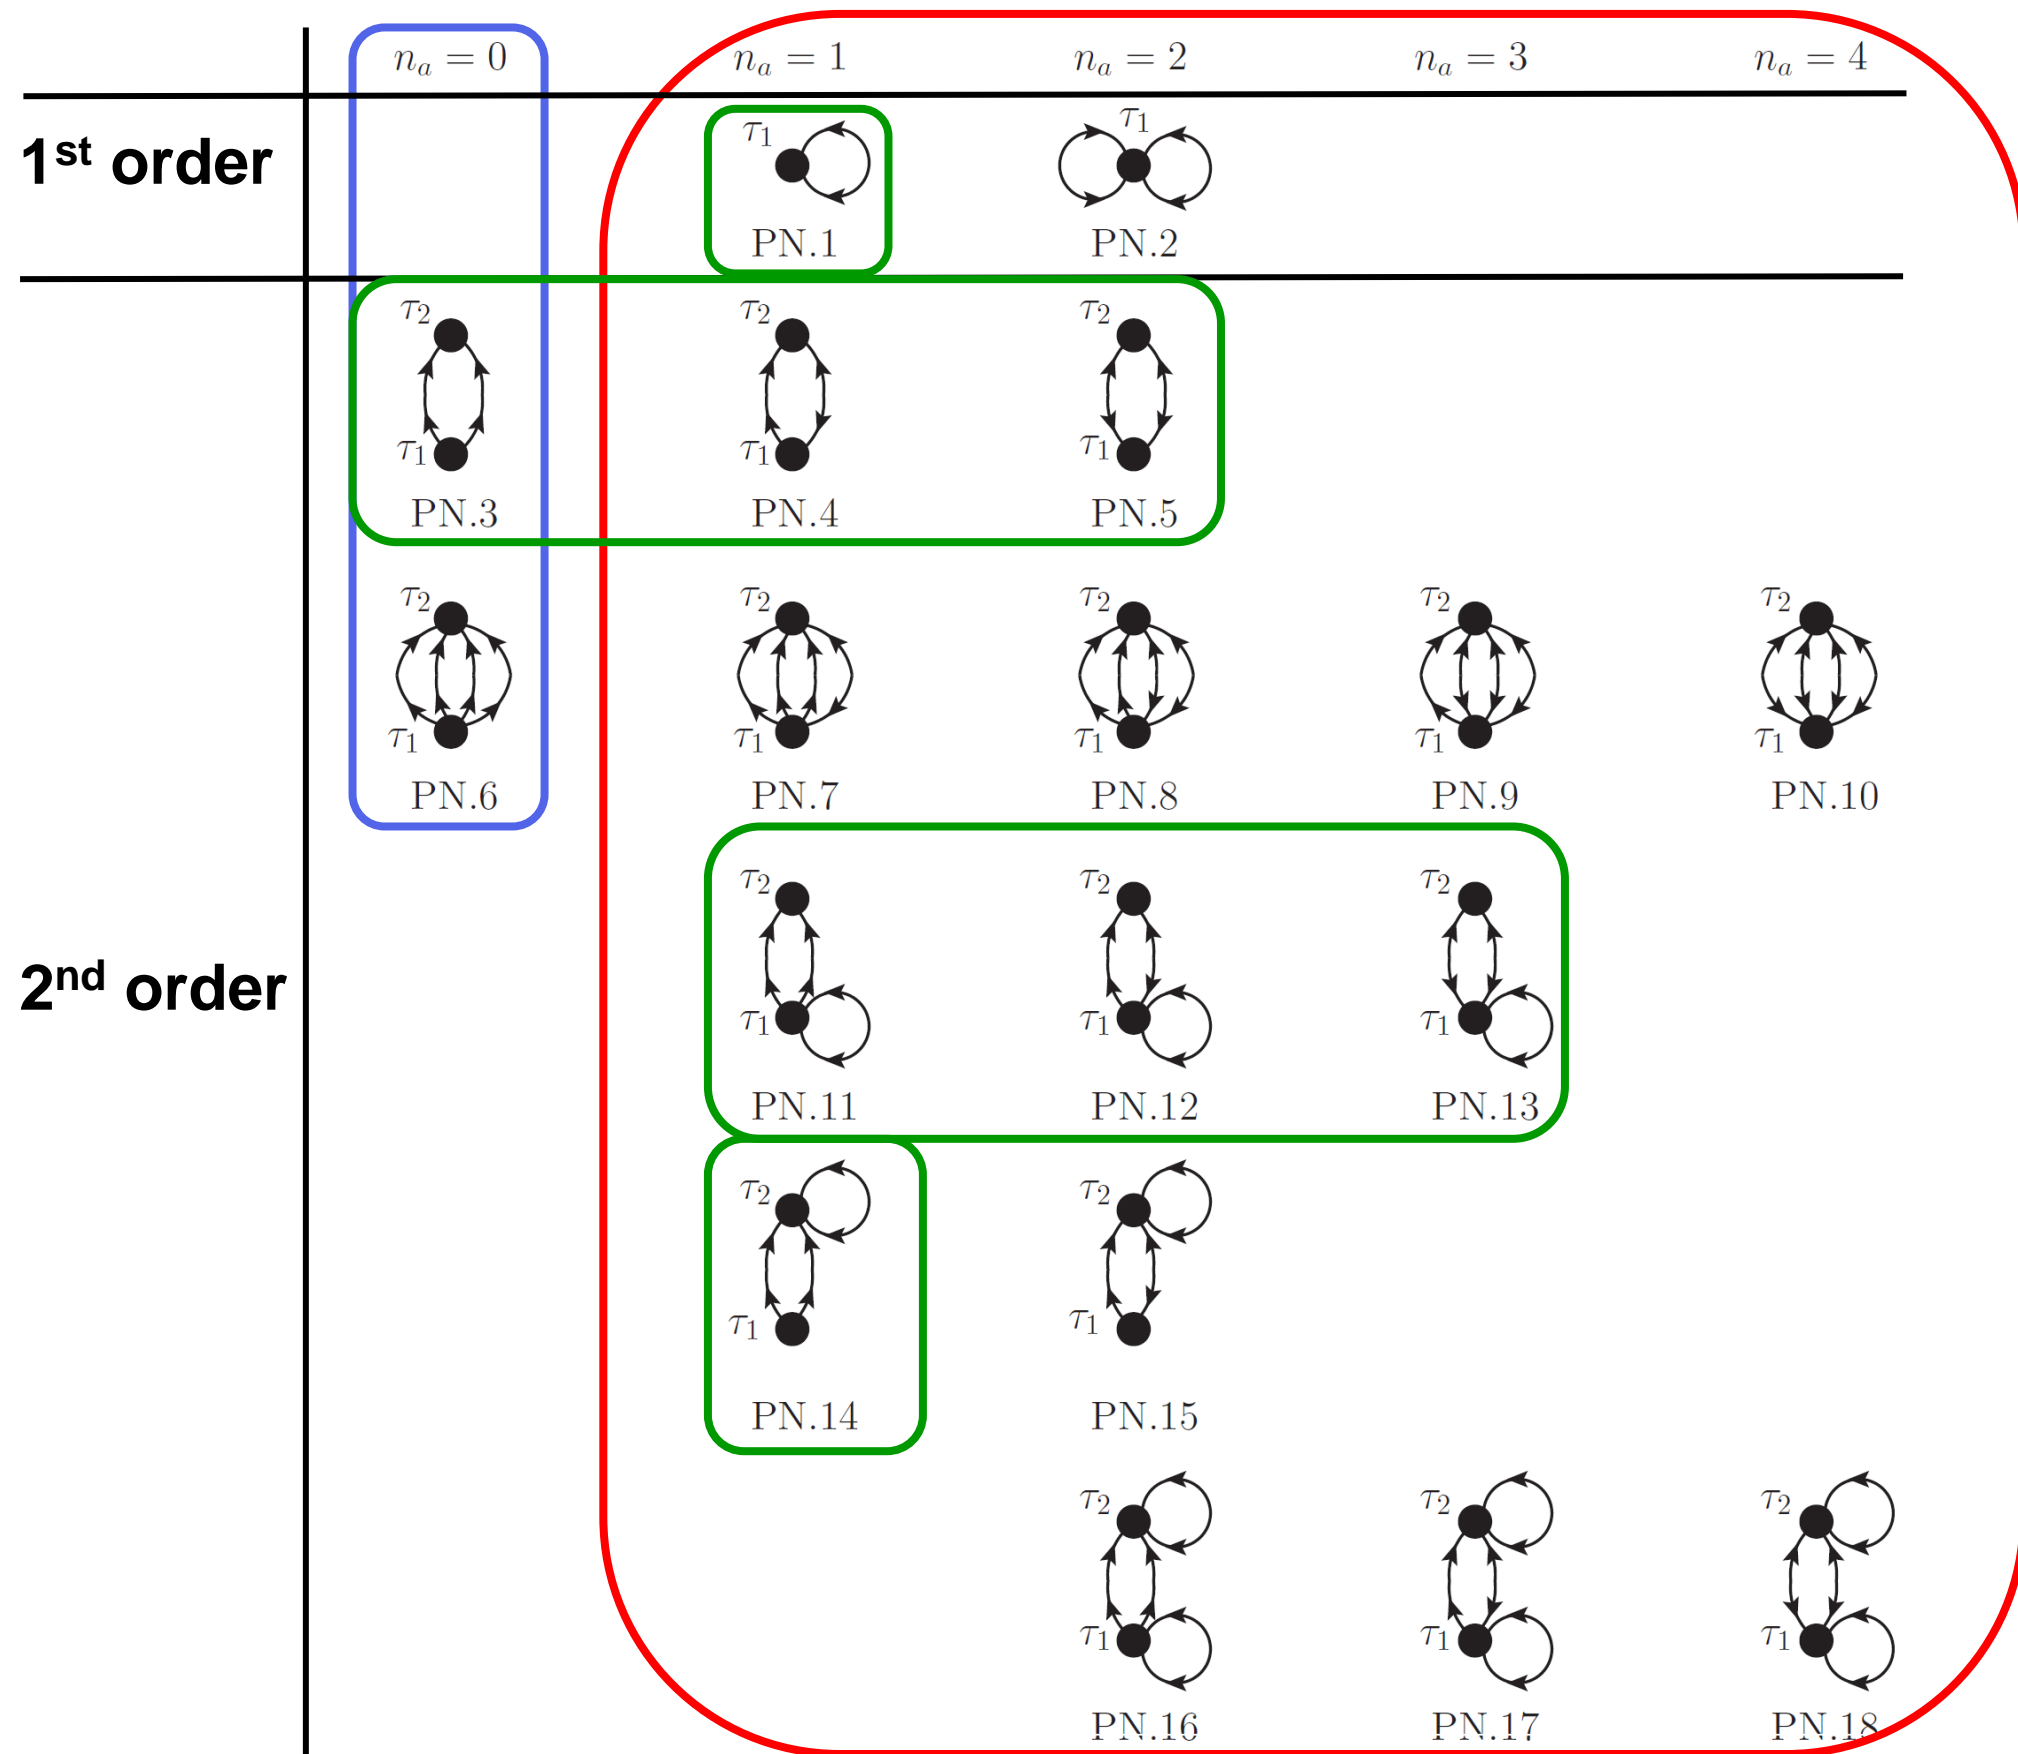 n_a = 0 n_a = 1 n_a = 2 n_a = 3 n_a = 4
1st order
τ1 τ1
PN.1 PN.2
τ2 τ2 τ2
τ1 τ1 τ1
PN.3 PN.4 PN.5
τ2 τ2 τ2 τ2 τ2
τ1 τ1 τ1 τ1 τ1
PN.6 PN.7 PN.8 PN.9 PN.10
2nd order
τ2 τ2 τ2
τ1 τ1 τ1
PN.11 PN.12 PN.13
τ2 τ2
τ1 τ1
PN.14 PN.15
τ2 τ2 τ2
τ1 τ1 τ1
PN.16 PN.17 PN.18